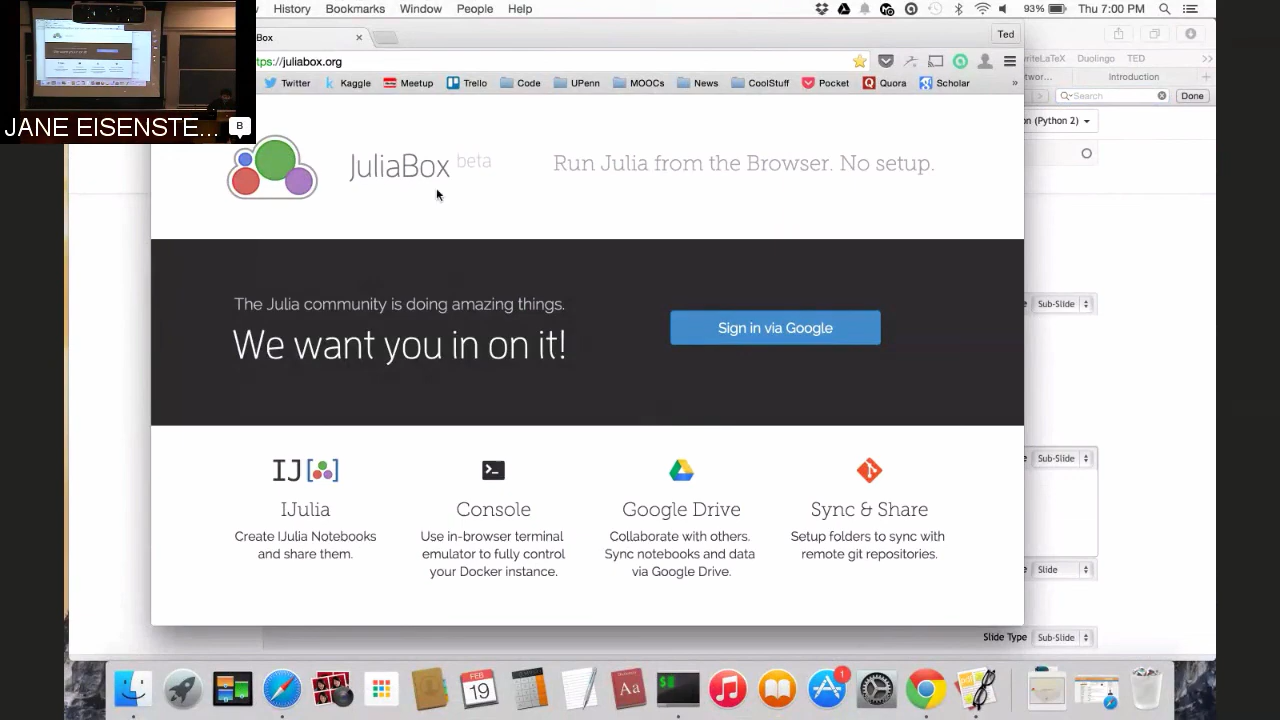 History Bookmarks Window People Help 93% Thu 7:00 PM
Box Ted
ttps://juliabox.org
riteLaTeX Duolingo TED
Twitter Kaggle Meetup Trello Code UPenn MOOCs News CoolStuff Pocket Quora Scholar
Introduction
Search Done
JANE EISENSTE...
B
n (Python 2)
JuliaBox beta
Run Julia from the Browser. No setup.
The Julia community is doing amazing things.
We want you in on it!
Sign in via Google
Sub-Slide
Sub-Slide
IJ
IJulia
Create IJulia Notebooks
and share them.
Console
Use in-browser terminal
emulator to fully control
your Docker instance.
Google Drive
Collaborate with others.
Sync notebooks and data
via Google Drive.
Sync & Share
Setup folders to sync with
remote git repositories.
Slide
Slide Type Sub-Slide
FEB
19
Aa
1